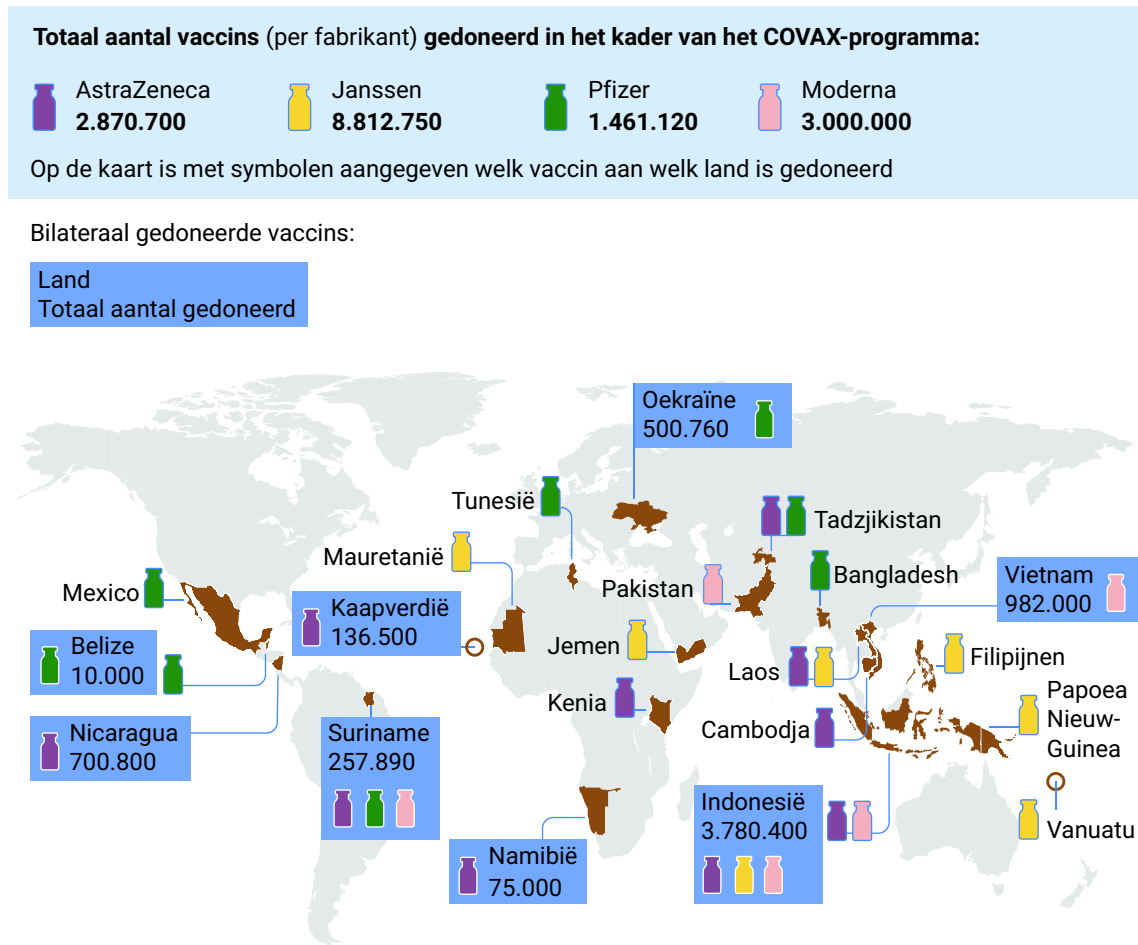 Totaal aantal vaccins (per fabrikant) gedoneerd in het kader van het COVAX-programma:
AstraZeneca
2.870.700
Janssen
8.812.750
Pfizer
1.461.120
Moderna
3.000.000
Op de kaart is met symbolen aangegeven welk vaccin aan welk land is gedoneerd
Bilateraal gedoneerde vaccins:
Land
Totaal aantal gedoneerd
Oekraïne
500.760
Tunesië
Tadzjikistan
Mauretanië
Mexico
Pakistan
Bangladesh
Vietnam
982.000
Kaapverdië
136.500
Belize
10.000
Jemen
Laos
Filipijnen
Kenia
Nicaragua
700.800
Suriname
257.890
Cambodja
Papoea
Nieuw-
Guinea
Indonesië
3.780.400
Vanuatu
Namibië
75.000